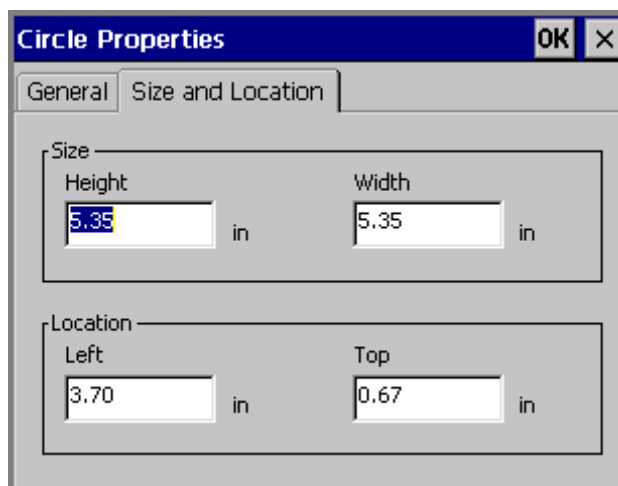 Circle Properties OK ×
General Size and Location
Size
Height Width
5.35 in 5.35 in
Location
Left Top
3.70 in 0.67 in